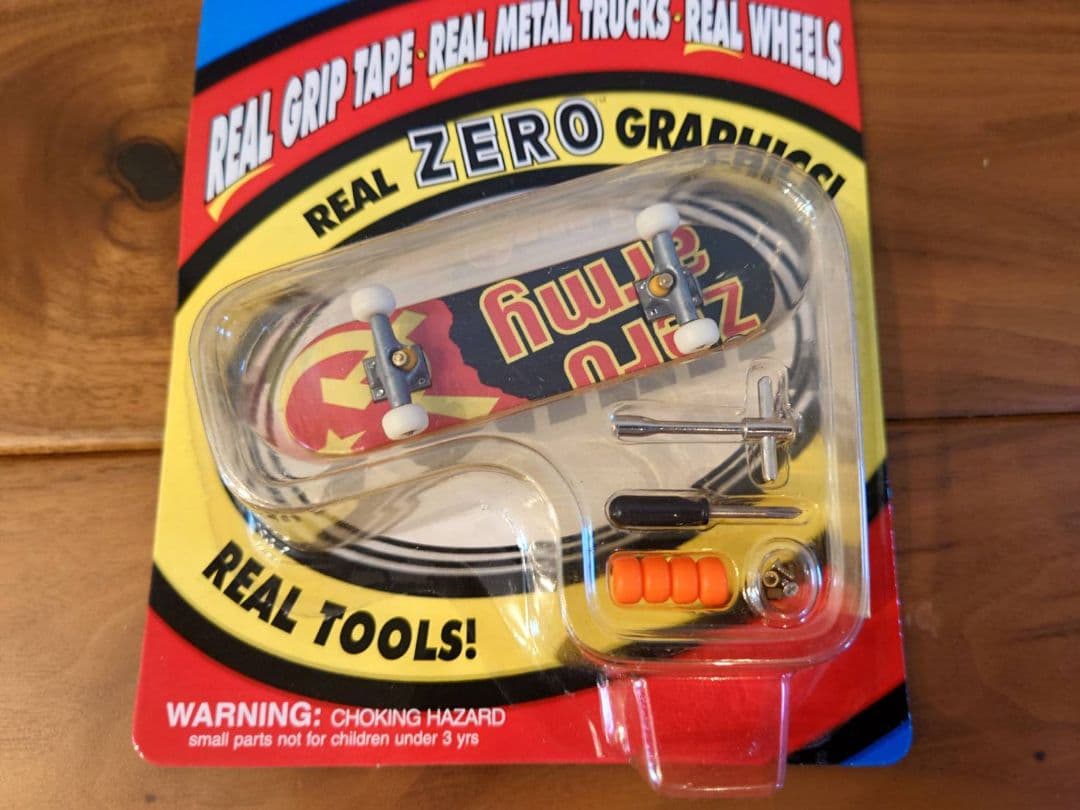 REAL GRIP TAPE · REAL METAL TRUCKS · REAL WHEELS
REAL ZERO™ GRAPHICS!
zero
army
REAL TOOLS!
WARNING: CHOKING HAZARD
small parts not for children under 3 yrs